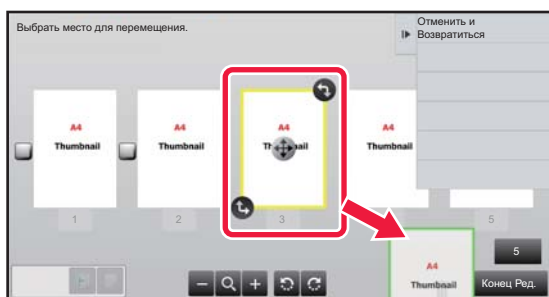 Выбрать место для перемещения.
Отменить и
Возвратиться
A4
Thumbnail
A4
Thumbnail
A4
A4
Thumbnail
1
2
3
5
A4
Thumbnail
5
Конец Ред.